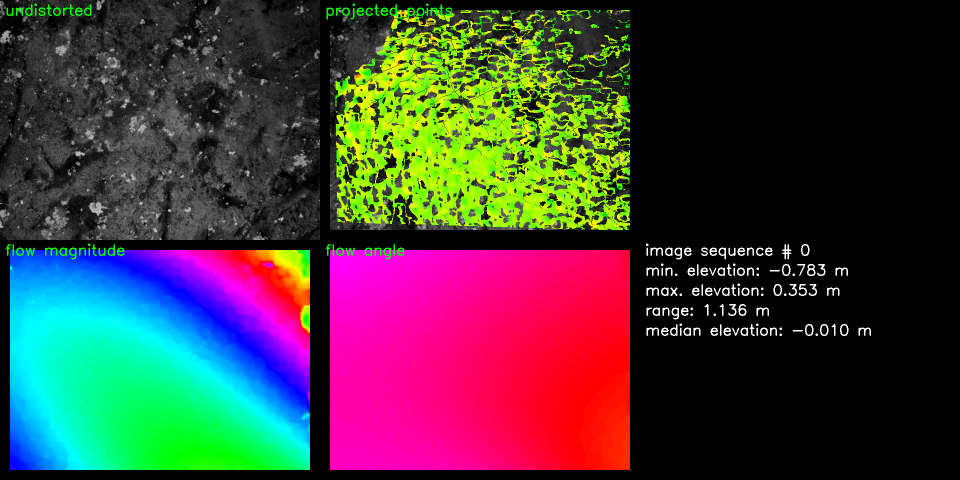 undistorted
projected points
flow magnitude
flow angle
image sequence # 0
min. elevation: −0.783 m
max. elevation: 0.353 m
range: 1.136 m
median elevation: −0.010 m